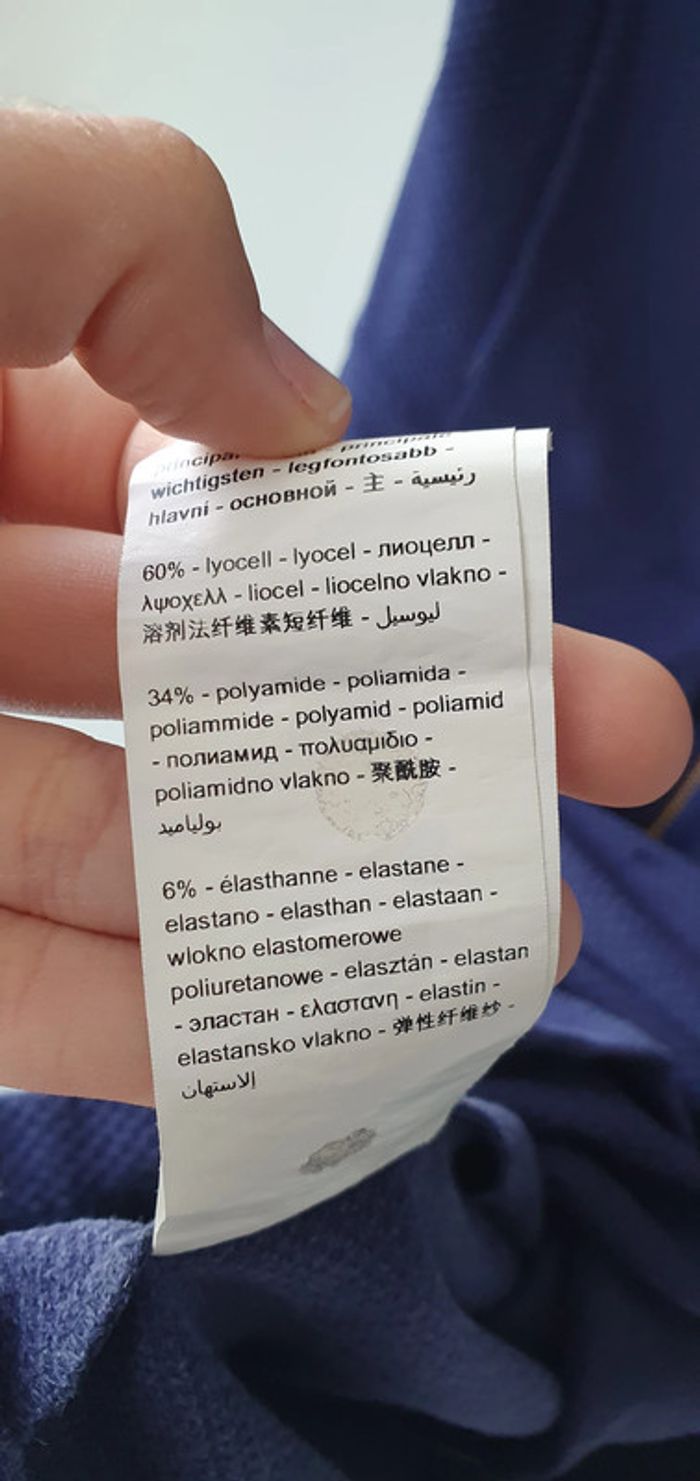 wichtigsten - legfontosabb -
hlavní - основной - 主 - رئيسية
60% - lyocell - lyocel - лиоцелл -
λψοχελλ - liocel - liocelno vlakno -
溶剂法纤维素短纤维 - ليوسيل
34% - polyamide - poliamida -
poliammide - polyamid - poliamid
- полиамид - πολυαμιδιο -
poliamidno vlakno - 聚酰胺 -
بولياميد
6% - élasthanne - elastane -
elastano - elasthan - elastaan -
wlokno elastomerowe
poliuretanowe - elasztán - elastan
- эластан - ελαστανη - elastin -
elastansko vlakno - 弹性纤维纱 -
الاستهان